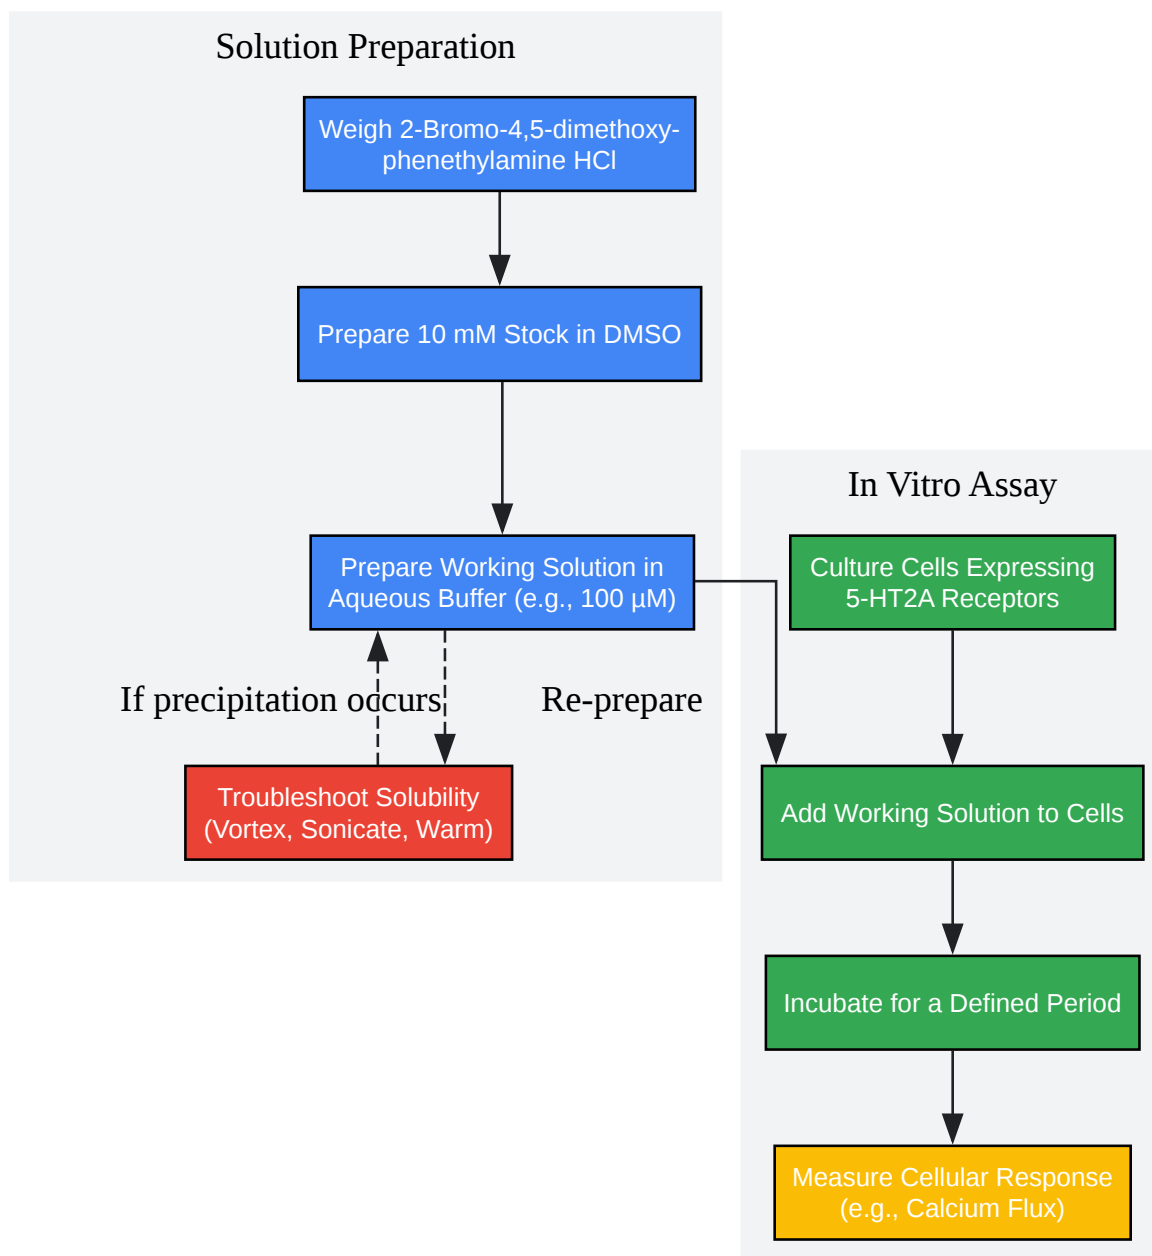 Solution Preparation
Weigh 2-Bromo-4,5-dimethoxy-
phenethylamine HCl
Prepare 10 mM Stock in DMSO
Prepare Working Solution in
Aqueous Buffer (e.g., 100 µM)
If precipitation occurs
Re-prepare
Troubleshoot Solubility
(Vortex, Sonicate, Warm)
In Vitro Assay
Culture Cells Expressing
5-HT2A Receptors
Add Working Solution to Cells
Incubate for a Defined Period
Measure Cellular Response
(e.g., Calcium Flux)